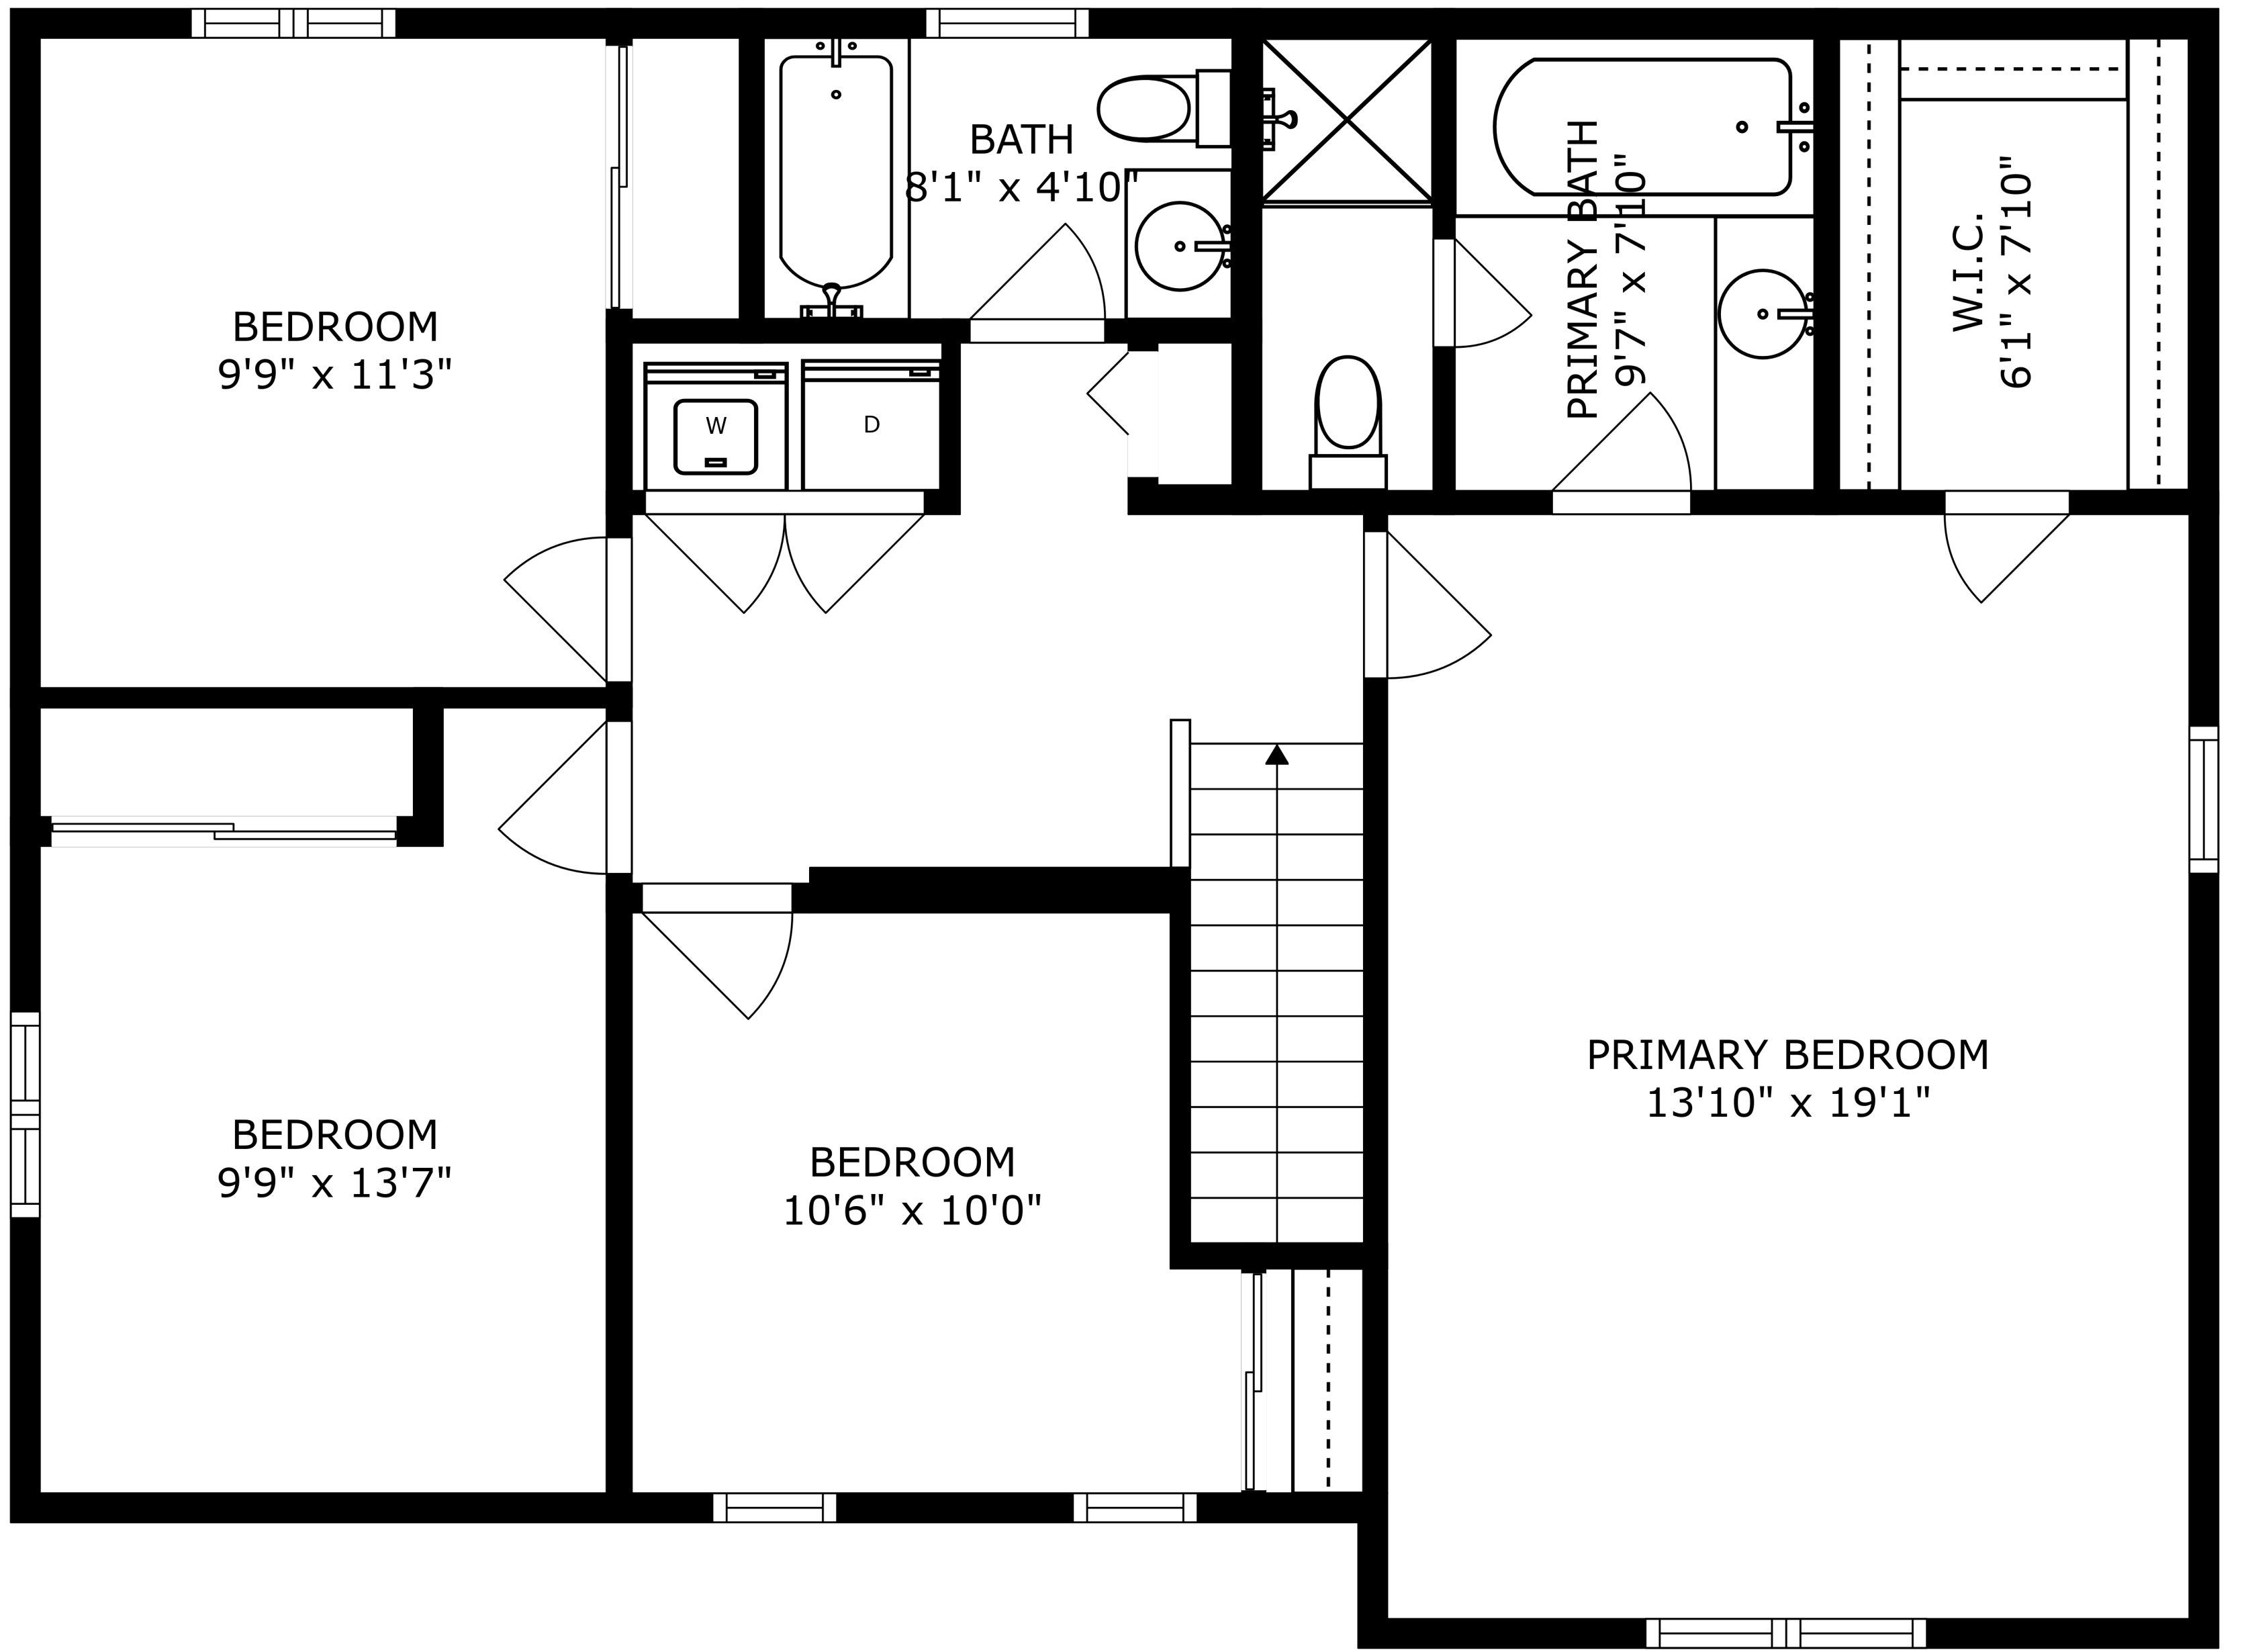 BATH
8'1" x 4'10"
PRIMARY BATH
9'7" x 7'10"
W.I.C.
6'1" x 7'10"
BEDROOM
9'9" x 11'3"
W
D
PRIMARY BEDROOM
13'10" x 19'1"
BEDROOM
9'9" x 13'7"
BEDROOM
10'6" x 10'0"